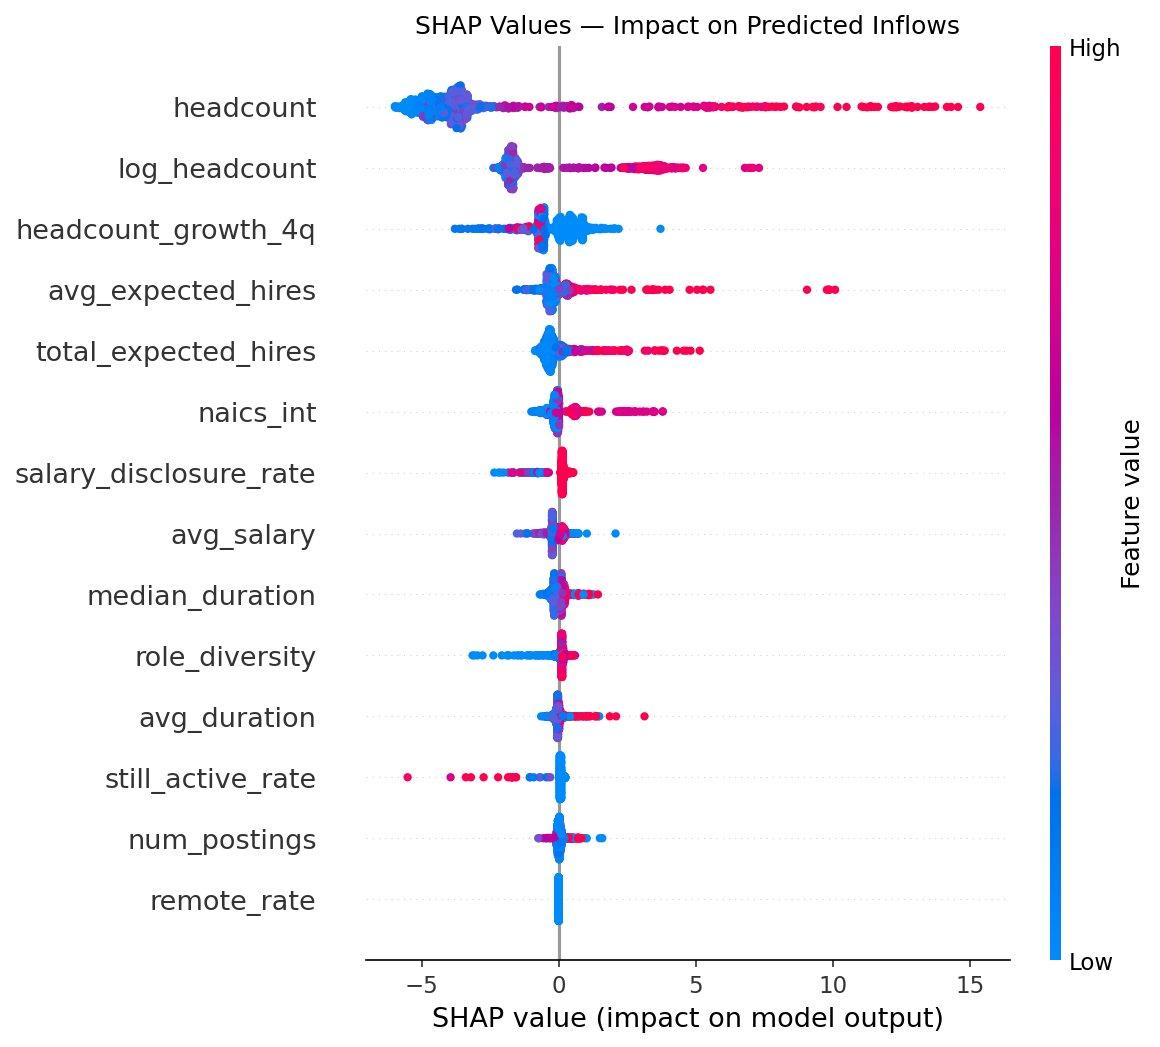 SHAP Values — Impact on Predicted Inflows
High
headcount
log_headcount
headcount_growth_4q
avg_expected_hires
total_expected_hires
naics_int
salary_disclosure_rate
avg_salary
median_duration
role_diversity
avg_duration
still_active_rate
num_postings
remote_rate
Feature value
Low
−5 0 5 10 15
SHAP value (impact on model output)